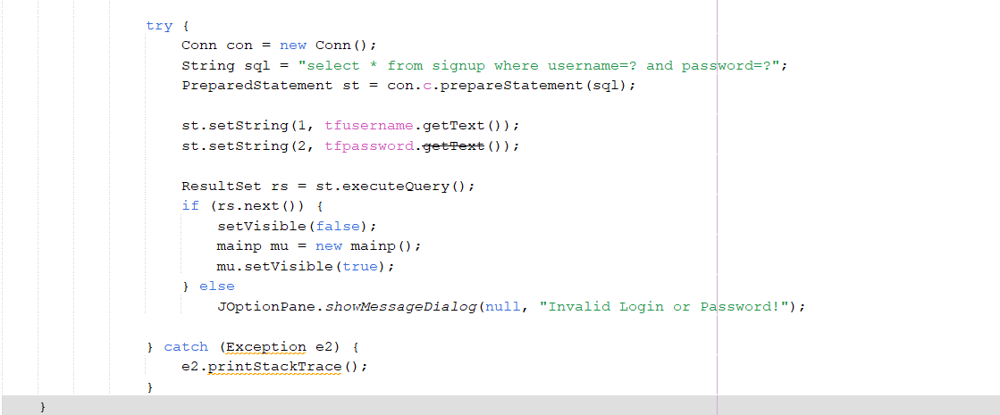 try {
Conn con = new Conn();
String sql = "select * from signup where username=? and password=?";
PreparedStatement st = con.c.prepareStatement(sql);
st.setString(1, tfusername.getText());
st.setString(2, tfpassword.getText());
ResultSet rs = st.executeQuery();
if (rs.next()) {
setVisible(false);
mainp mu = new mainp();
mu.setVisible(true);
} else
JOptionPane.showMessageDialog(null, "Invalid Login or Password!");
} catch (Exception e2) {
e2.printStackTrace();
}
}